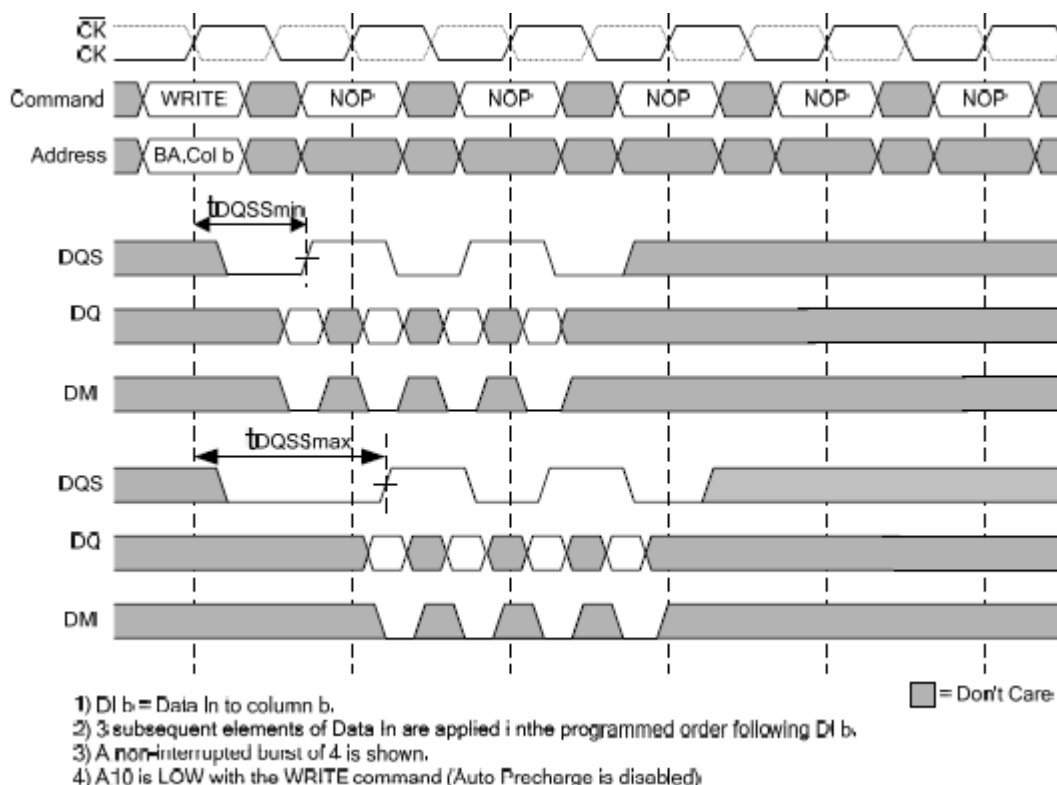 CK
CK
Command WRITE NOP NOP NOP NOP NOP
Address BA,Col b
tDQSSmin
DQS
DQ
DMI
tDQSSmax
DQS
DQ
DMI
1) DI b = Data In to column b.
= Don't Care
2) 3 subsequent elements of Data In are applied i nthe programmed order following DI b.
3) A non-interrupted burst of 4 is shown.
4) A10 is LOW with the WRITE command (Auto Precharge is disabled)